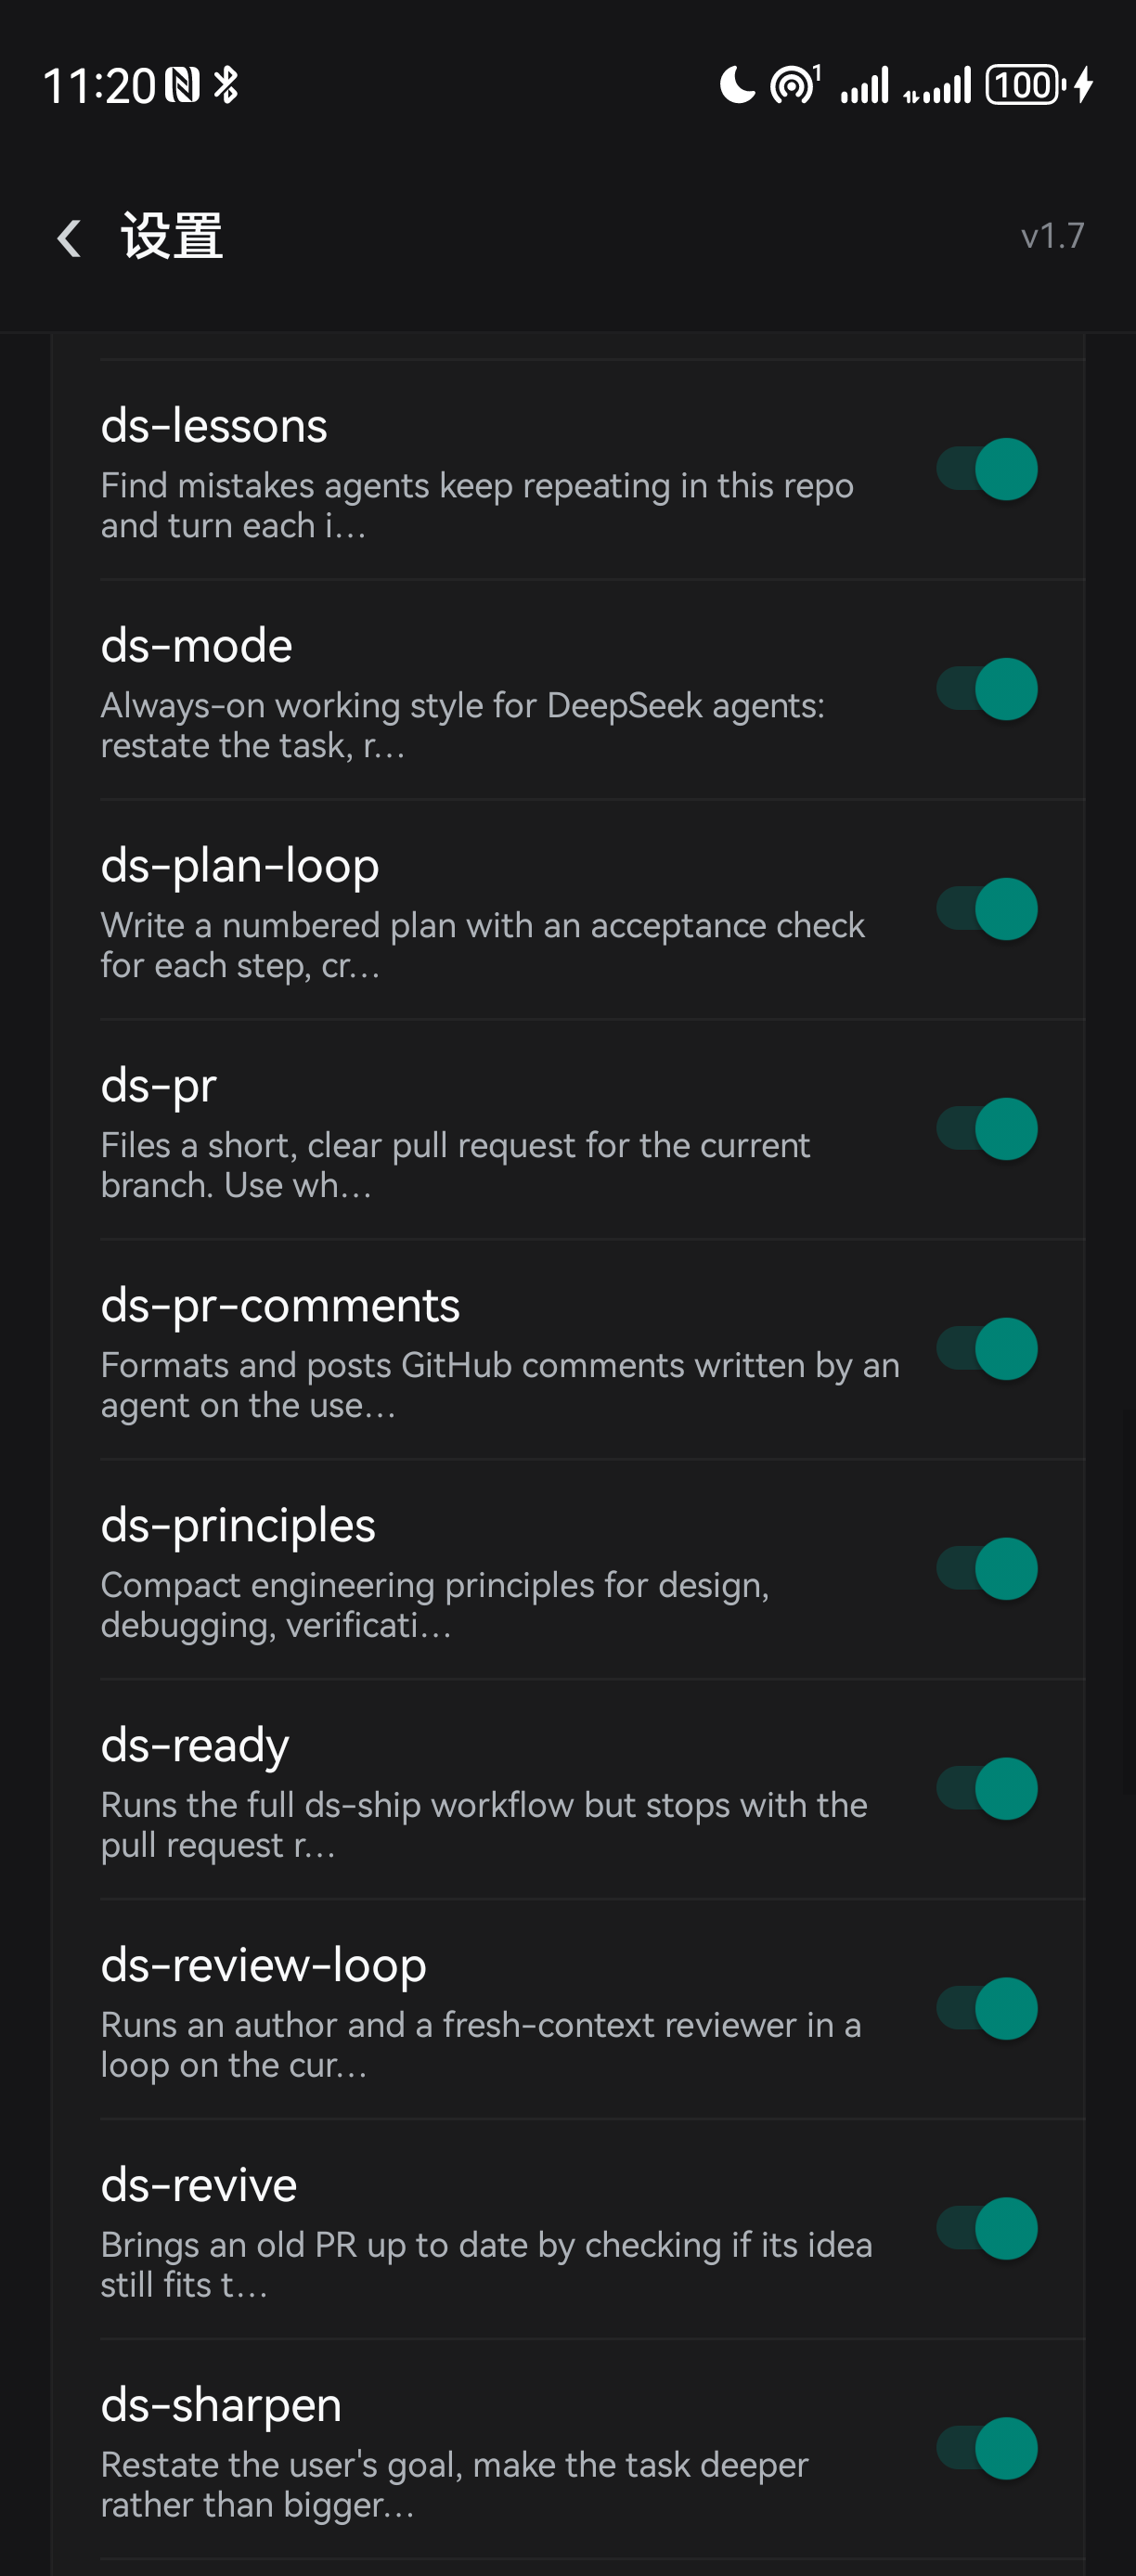 11:20
1
100
设置
v1.7
ds-lessons
Find mistakes agents keep repeating in this repo
and turn each i…
ds-mode
Always-on working style for DeepSeek agents:
restate the task, r…
ds-plan-loop
Write a numbered plan with an acceptance check
for each step, cr…
ds-pr
Files a short, clear pull request for the current
branch. Use wh…
ds-pr-comments
Formats and posts GitHub comments written by an
agent on the use…
ds-principles
Compact engineering principles for design,
debugging, verificati…
ds-ready
Runs the full ds-ship workflow but stops with the
pull request r…
ds-review-loop
Runs an author and a fresh-context reviewer in a
loop on the cur…
ds-revive
Brings an old PR up to date by checking if its idea
still fits t…
ds-sharpen
Restate the user's goal, make the task deeper
rather than bigger…